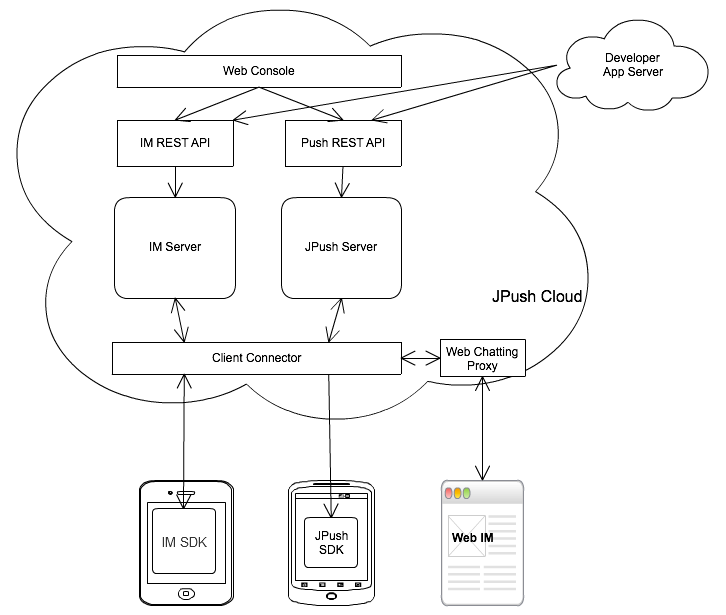 Developer
App Server
Web Console
IM REST API
Push REST API
IM Server
JPush Server
JPush Cloud
Client Connector
Web Chatting
Proxy
IM SDK
JPush
SDK
Web IM